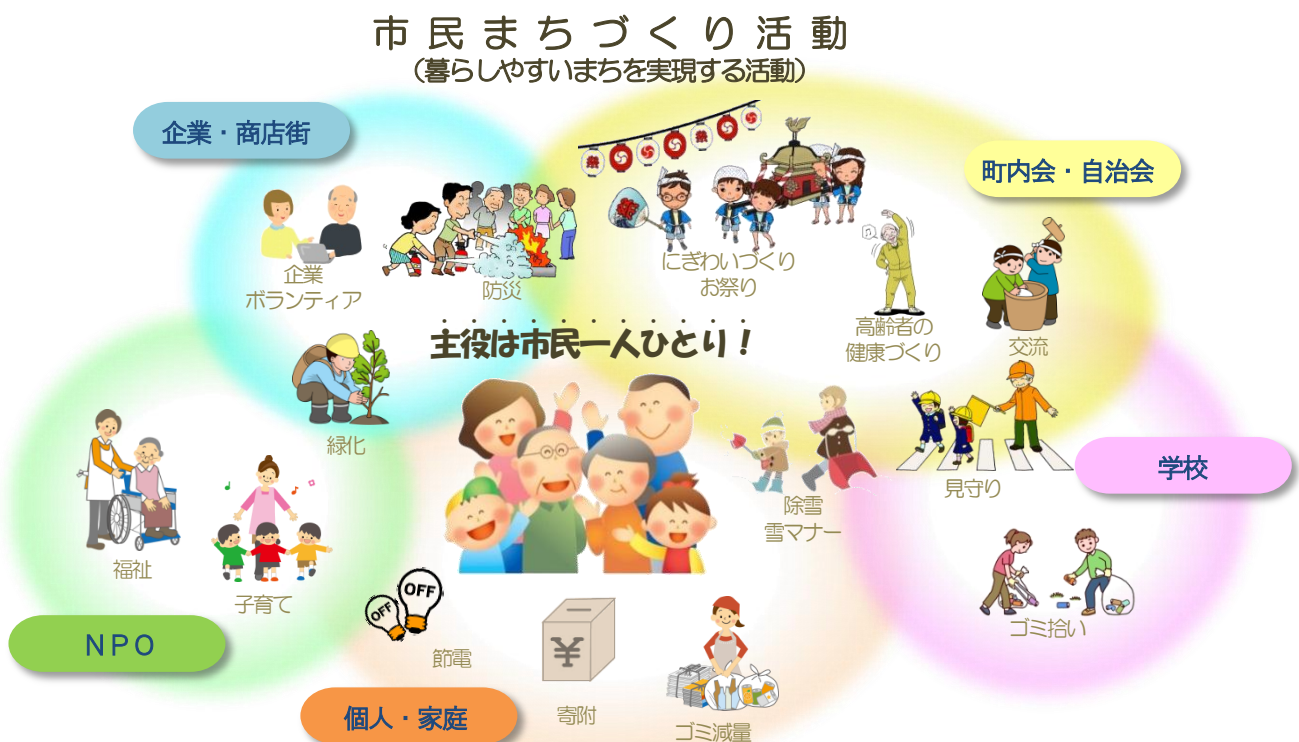 市民まちづくり活動
（暮らしやすいまちを実現する活動）
企業・商店街
町内会・自治会
祭
祭
祭
企業
ボランティア
防災
にぎわいづくり
お祭り
高齢者の
健康づくり
交流
主役は市民一人ひとり！
緑化
見守り
学校
除雪
雪マナー
福祉
子育て
OFF
OFF
節電
¥
寄附
ゴミ減量
ゴミ拾い
NPO
個人・家庭